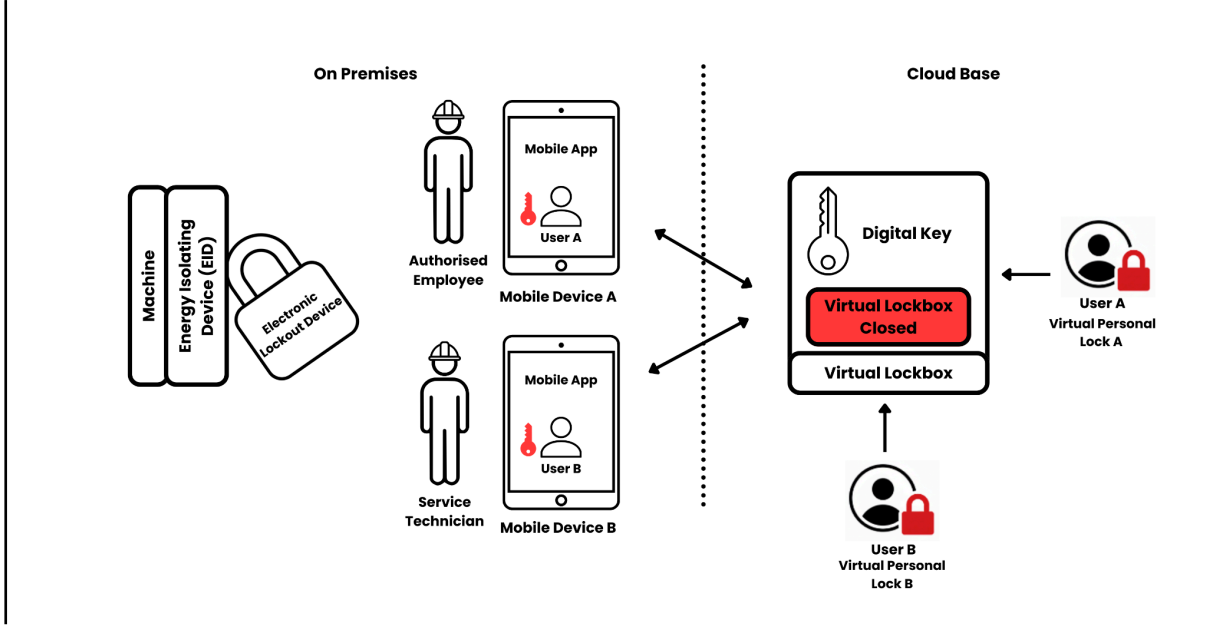 On Premises
Cloud Base
Machine
Energy Isolating
Device (EID)
Electronic
Lockout Device
Authorised
Employee
Mobile App
User A
Mobile Device A
Service
Technician
Mobile App
User B
Mobile Device B
Digital Key
Virtual Lockbox
Closed
Virtual Lockbox
User A
Virtual Personal
Lock A
User B
Virtual Personal
Lock B